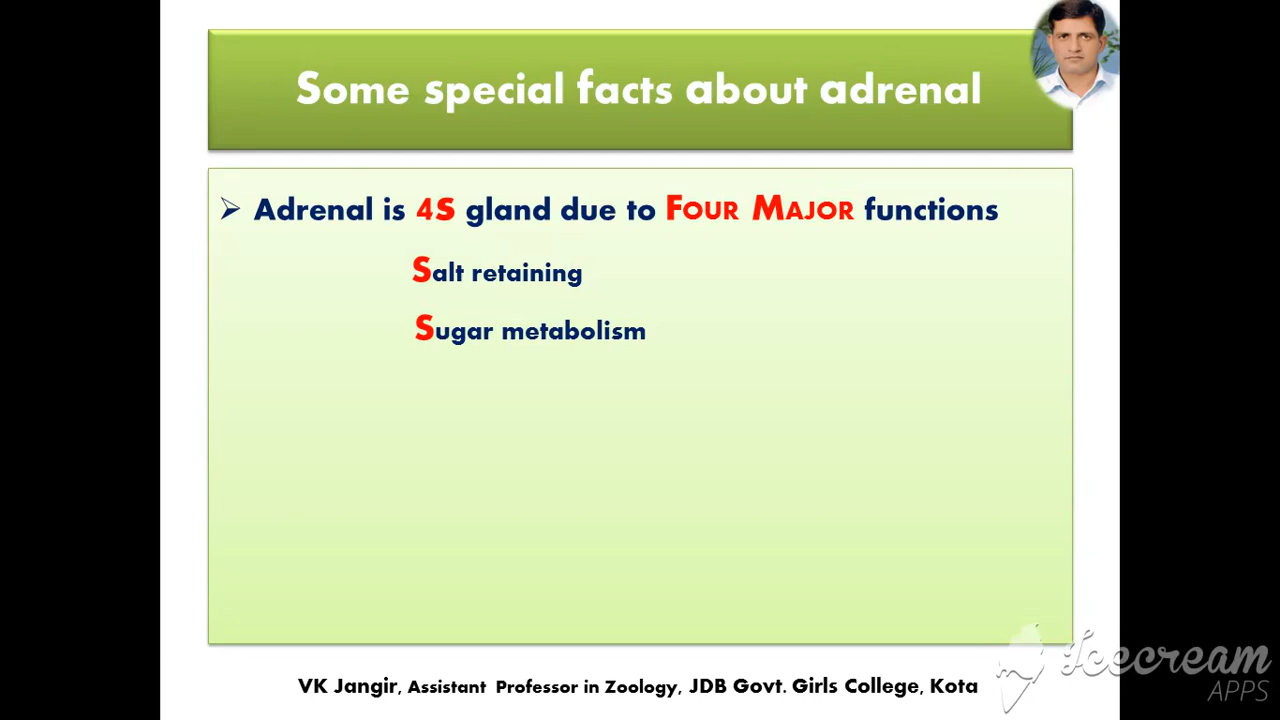 Some special facts about adrenal
Adrenal is 4S gland due to FOUR MAJOR functions
Salt retaining
Sugar metabolism
VK Jangir, Assistant Professor in Zoology, JDB Govt. Girls College, Kota
Icecream
APPS